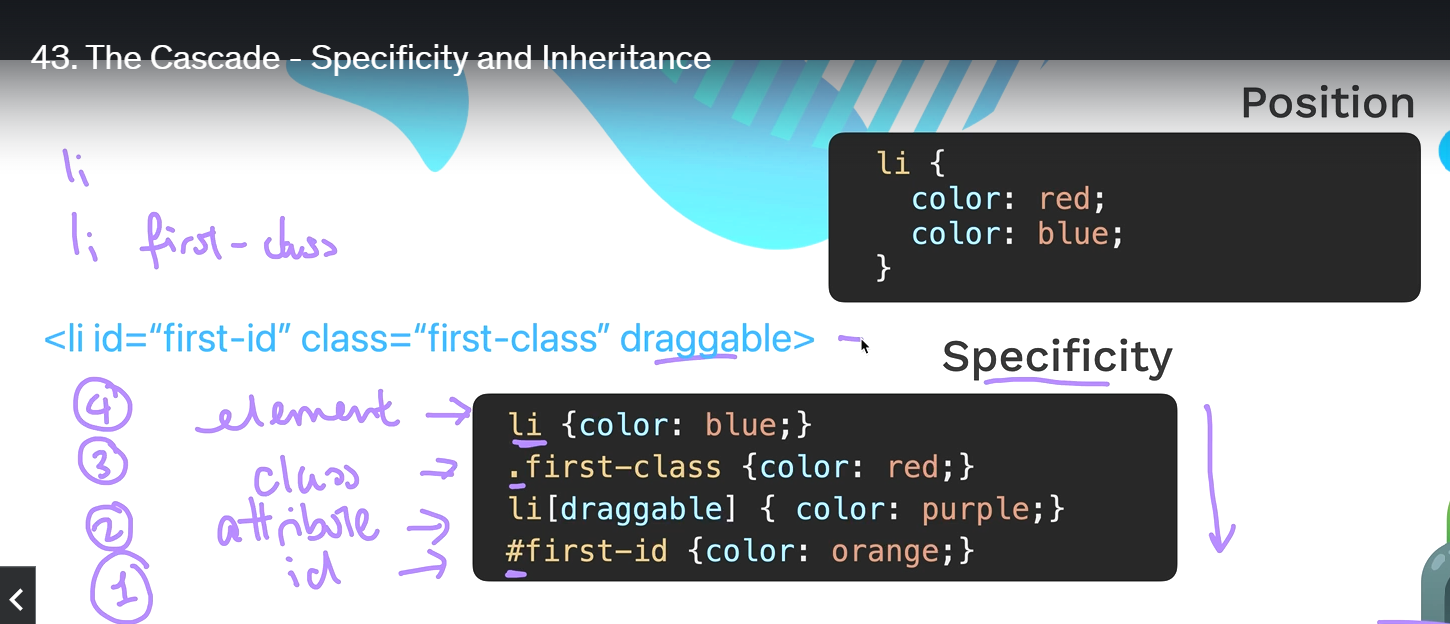 43. The Cascade - Specificity and Inheritance
Position
li {
color: red;
color: blue;
}
li
li first-class
<li id=“first-id” class=“first-class” draggable>
Specificity
4 element → li {color: blue;}
3 class → .first-class {color: red;}
2 attribute → li[draggable] { color: purple;}
1 id → #first-id {color: orange;}